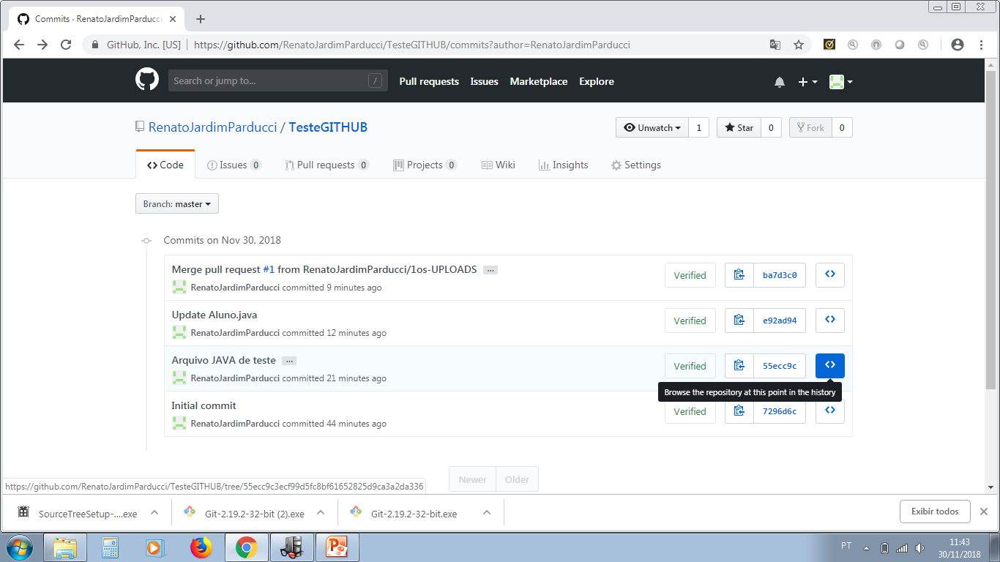 Commits · RenatoJardimParducci
GitHub, Inc. [US] https://github.com/RenatoJardimParducci/TesteGITHUB/commits?author=RenatoJardimParducci
Search or jump to... / Pull requests Issues Marketplace Explore
RenatoJardimParducci / TesteGITHUB Unwatch 1 Star 0 Fork 0
Code Issues 0 Pull requests 0 Projects 0 Wiki Insights Settings
Branch: master
Commits on Nov 30, 2018
Merge pull request #1 from RenatoJardimParducci/1os-UPLOADS ...
RenatoJardimParducci committed 9 minutes ago
Verified ba7d3c0
Update Aluno.java
RenatoJardimParducci committed 12 minutes ago
Verified e92ad94
Arquivo JAVA de teste ...
RenatoJardimParducci committed 21 minutes ago
Verified 55ecc9c
Browse the repository at this point in the history
Initial commit
RenatoJardimParducci committed 44 minutes ago
Verified 7296d6c
Newer Older
https://github.com/RenatoJardimParducci/TesteGITHUB/tree/55ecc9c3ecf99d5fc8bf61652825d9ca3a2da336
SourceTreeSetup-....exe Git-2.19.2-32-bit (2).exe Git-2.19.2-32-bit.exe Exibir todos
PT 11:43
30/11/2018